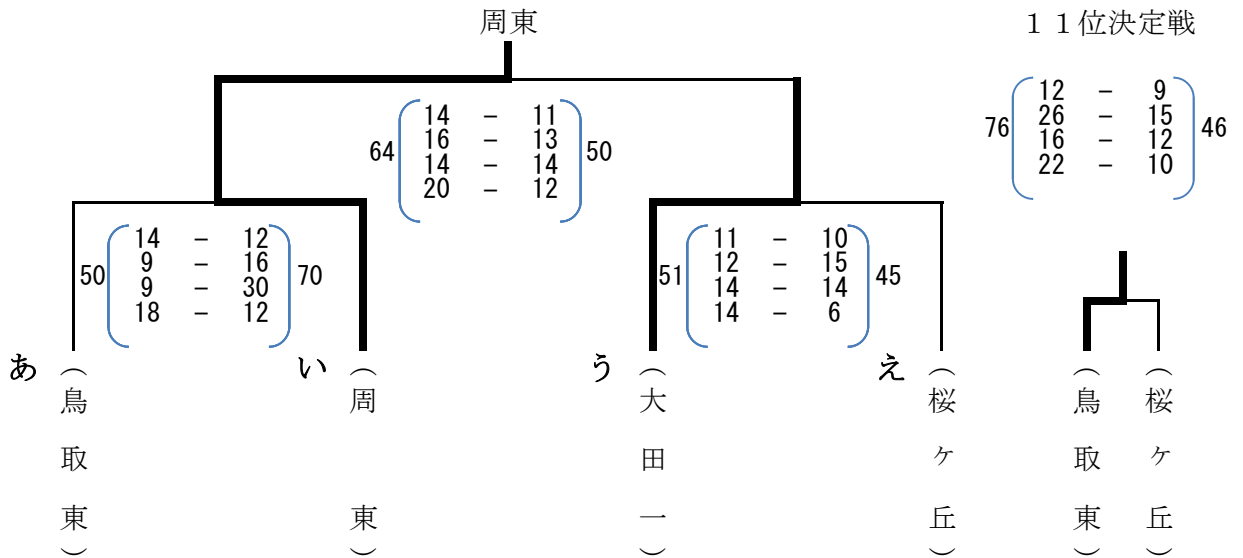 周東
１１位決定戦
64
14 － 11
16 － 13
14 － 14
20 － 12
50
76
12 － 9
26 － 15
16 － 12
22 － 10
46
50
14 － 12
9 － 16
9 － 30
18 － 12
70
51
11 － 10
12 － 15
14 － 14
14 － 6
45
あ（鳥取東）
い（周東）
う（大田一）
え（桜ケ丘）
（鳥取東）
（桜ケ丘）